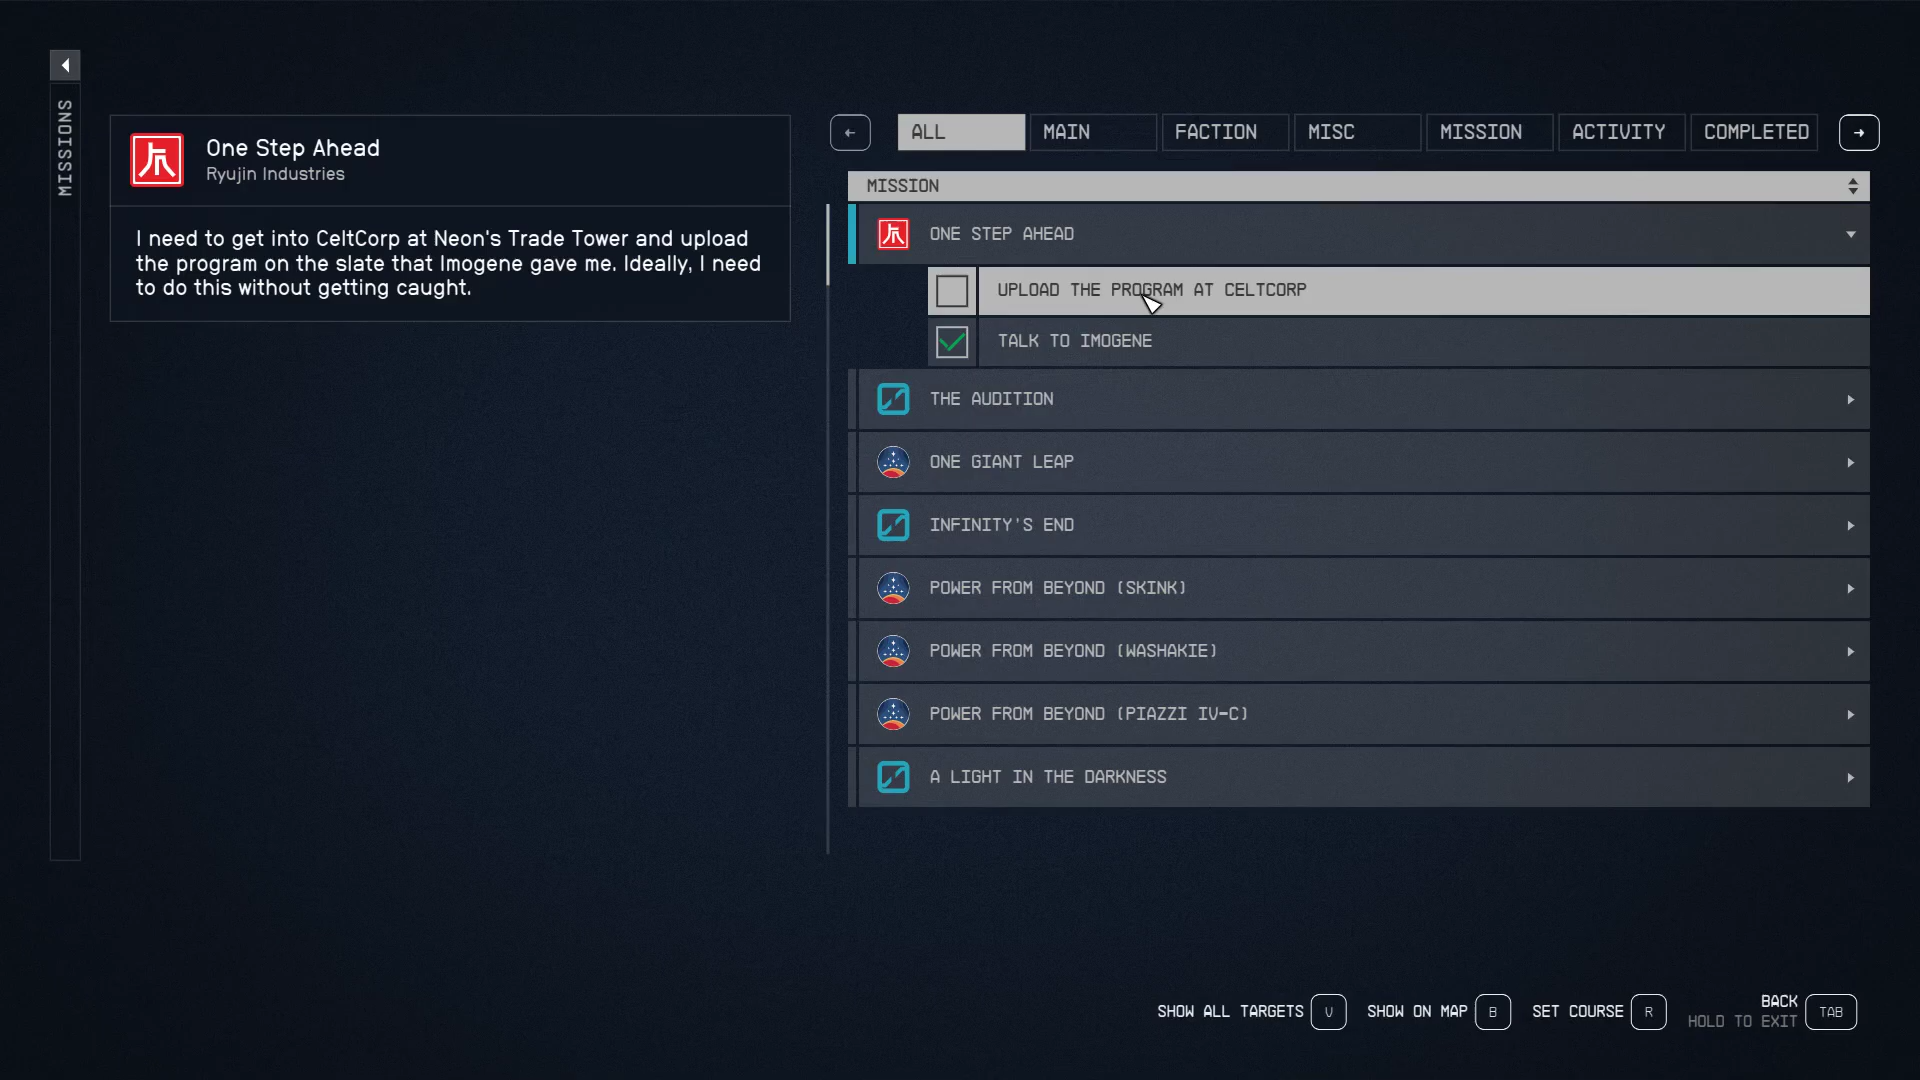 MISSIONS
One Step Ahead
Ryujin Industries
I need to get into CeltCorp at Neon's Trade Tower and upload
the program on the slate that Imogene gave me. Ideally, I need
to do this without getting caught.
ALL
MAIN
FACTION
MISC
MISSION
ACTIVITY
COMPLETED
MISSION
ONE STEP AHEAD
UPLOAD THE PROGRAM AT CELTCORP
TALK TO IMOGENE
THE AUDITION
ONE GIANT LEAP
INFINITY'S END
POWER FROM BEYOND (SKINK)
POWER FROM BEYOND (WASHAKIE)
POWER FROM BEYOND (PIAZZI IV-C)
A LIGHT IN THE DARKNESS
SHOW ALL TARGETS V
SHOW ON MAP B
SET COURSE R
BACK
HOLD TO EXIT TAB